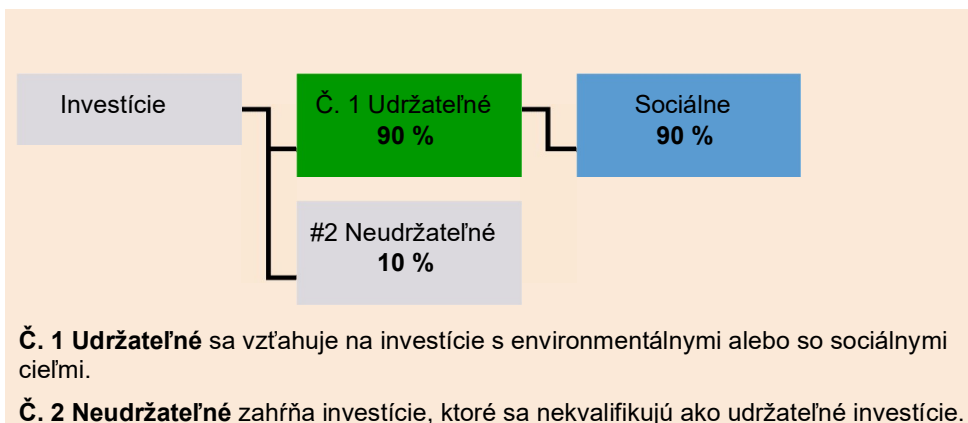 Investície
Č. 1 Udržateľné
90 %
Sociálne
90 %
#2 Neudržateľné
10 %
Č. 1 Udržateľné sa vzťahuje na investície s environmentálnymi alebo so sociálnymi
cieľmi.
Č. 2 Neudržateľné zahŕňa investície, ktoré sa nekvalifikujú ako udržateľné investície.